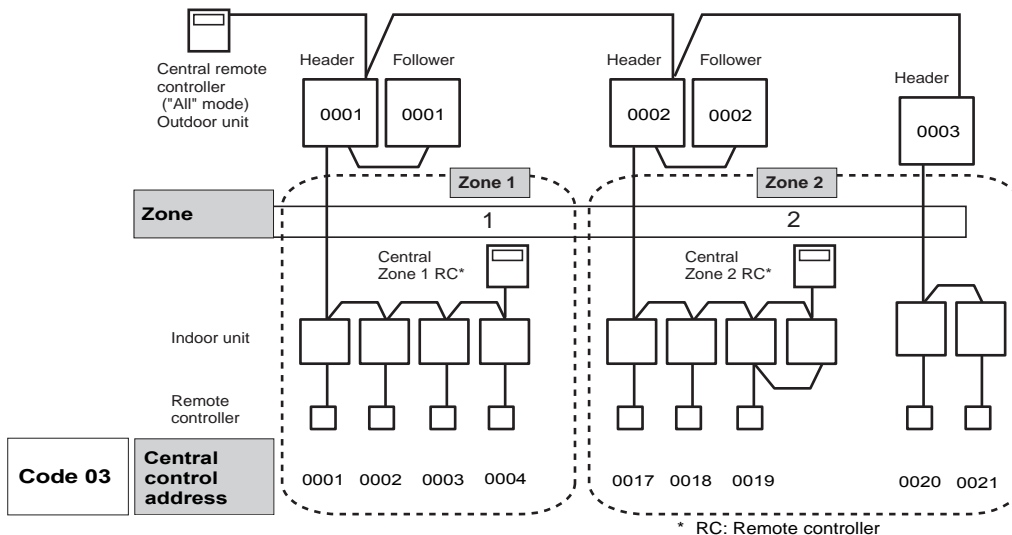 Central remote
controller
("All" mode)
Outdoor unit
Header Follower
0001 0001
Header Follower
0002 0002
Header
0003
Zone 1
Zone 2
Zone
1 2
Central
Zone 1 RC*
Central
Zone 2 RC*
Indoor unit
Remote
controller
Code 03
Central
control
address
0001 0002 0003 0004 0017 0018 0019 0020 0021
* RC: Remote controller